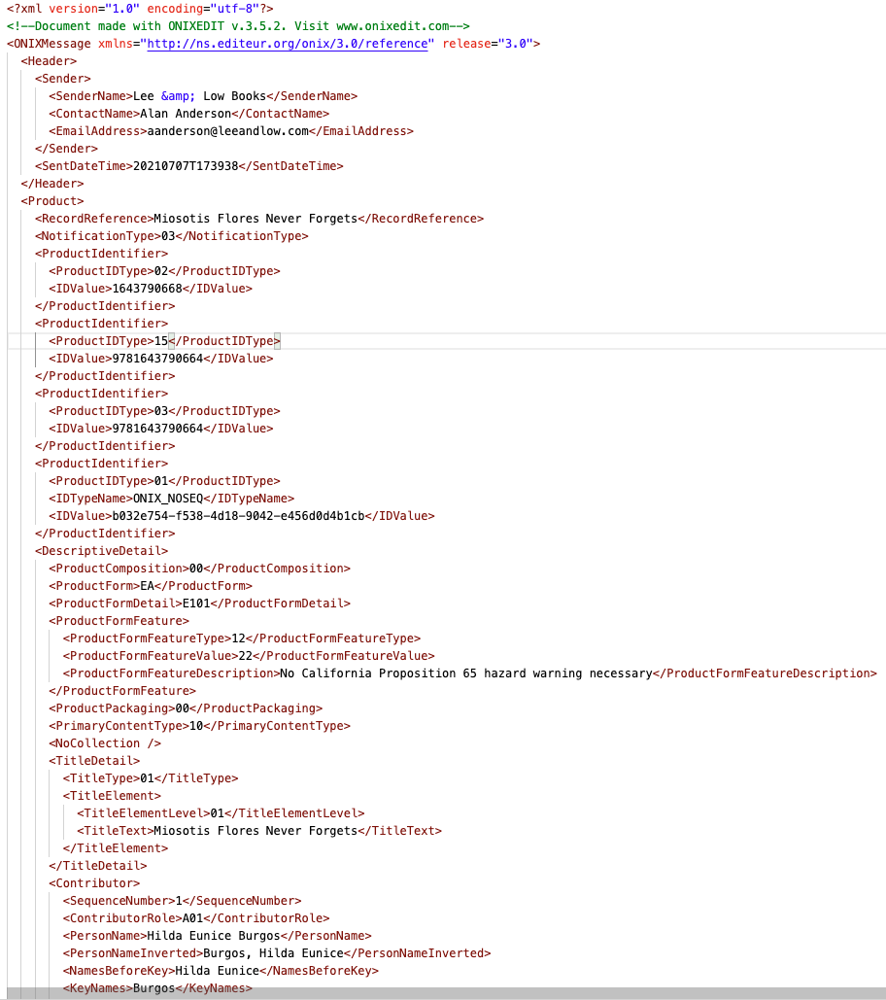 <?xml version="1.0" encoding="utf-8"?>
<!--Document made with ONIXEDIT v.3.5.2. Visit www.onixedit.com-->
<ONIXMessage xmlns="http://ns.editeur.org/onix/3.0/reference" release="3.0">
<Header>
<Sender>
<SenderName>Lee &amp; Low Books</SenderName>
<ContactName>Alan Anderson</ContactName>
<EmailAddress>aanderson@leeandlow.com</EmailAddress>
</Sender>
<SentDateTime>20210707T173938</SentDateTime>
</Header>
<Product>
<RecordReference>Miosotis Flores Never Forgets</RecordReference>
<NotificationType>03</NotificationType>
<ProductIdentifier>
<ProductIDType>02</ProductIDType>
<IDValue>1643790668</IDValue>
</ProductIdentifier>
<ProductIdentifier>
<ProductIDType>15</ProductIDType>
<IDValue>9781643790664</IDValue>
</ProductIdentifier>
<ProductIdentifier>
<ProductIDType>03</ProductIDType>
<IDValue>9781643790664</IDValue>
</ProductIdentifier>
<ProductIdentifier>
<ProductIDType>01</ProductIDType>
<IDTypeName>ONIX_NOSEQ</IDTypeName>
<IDValue>b032e754-f538-4d18-9042-e456d0d4b1cb</IDValue>
</ProductIdentifier>
<DescriptiveDetail>
<ProductComposition>00</ProductComposition>
<ProductForm>EA</ProductForm>
<ProductFormDetail>E101</ProductFormDetail>
<ProductFormFeature>
<ProductFormFeatureType>12</ProductFormFeatureType>
<ProductFormFeatureValue>22</ProductFormFeatureValue>
<ProductFormFeatureDescription>No California Proposition 65 hazard warning necessary</ProductFormFeatureDescription>
</ProductFormFeature>
<ProductPackaging>00</ProductPackaging>
<PrimaryContentType>10</PrimaryContentType>
<NoCollection />
<TitleDetail>
<TitleType>01</TitleType>
<TitleElement>
<TitleElementLevel>01</TitleElementLevel>
<TitleText>Miosotis Flores Never Forgets</TitleText>
</TitleElement>
</TitleDetail>
<Contributor>
<SequenceNumber>1</SequenceNumber>
<ContributorRole>A01</ContributorRole>
<PersonName>Hilda Eunice Burgos</PersonName>
<PersonNameInverted>Burgos, Hilda Eunice</PersonNameInverted>
<NamesBeforeKey>Hilda Eunice</NamesBeforeKey>
<KeyNames>Burgos</KeyNames>